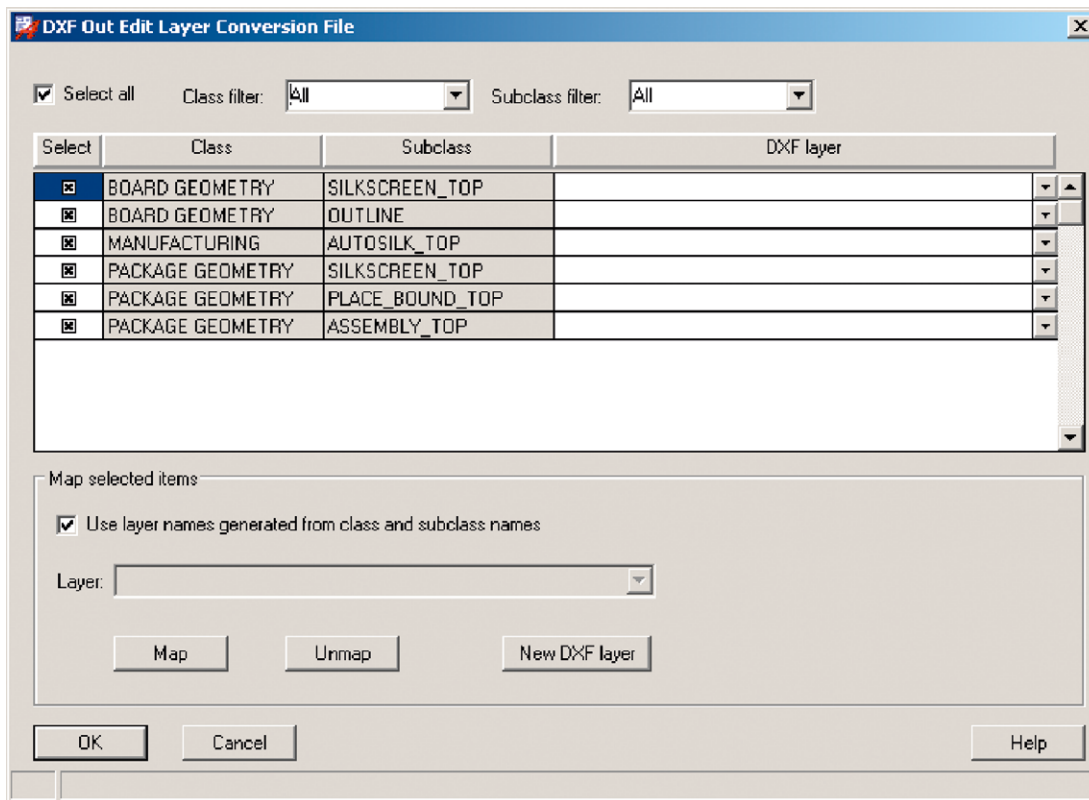 DXF Out Edit Layer Conversion File
Select all Class filter: All Subclass filter: All
Select Class Subclass DXF layer
BOARD GEOMETRY SILKSCREEN_TOP
BOARD GEOMETRY OUTLINE
MANUFACTURING AUTOSILK_TOP
PACKAGE GEOMETRY SILKSCREEN_TOP
PACKAGE GEOMETRY PLACE_BOUND_TOP
PACKAGE GEOMETRY ASSEMBLY_TOP
Map selected items
Use layer names generated from class and subclass names
Layer:
Map Unmap New DXF layer
OK Cancel Help